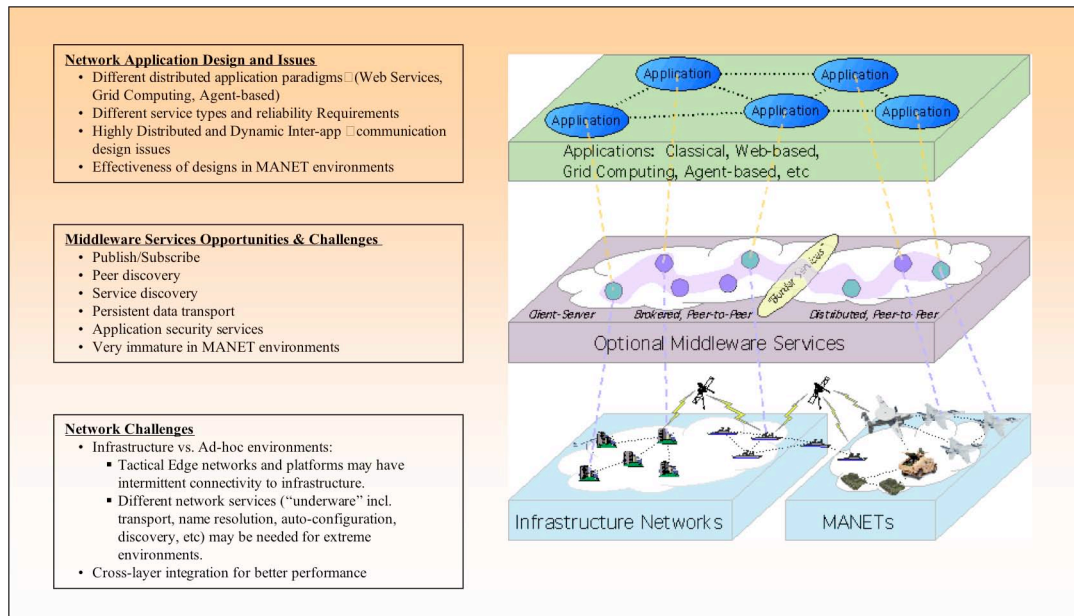 Network Application Design and Issues
• Different distributed application paradigms□(Web Services,
Grid Computing, Agent-based)
• Different service types and reliability Requirements
• Highly Distributed and Dynamic Inter-app □communication
design issues
• Effectiveness of designs in MANET environments
Middleware Services Opportunities & Challenges
• Publish/Subscribe
• Peer discovery
• Service discovery
• Persistent data transport
• Application security services
• Very immature in MANET environments
Network Challenges
• Infrastructure vs. Ad-hoc environments:
▪ Tactical Edge networks and platforms may have
intermittent connectivity to infrastructure.
▪ Different network services (“underware” incl.
transport, name resolution, auto-configuration,
discovery, etc) may be needed for extreme
environments.
• Cross-layer integration for better performance
Application
Application
Application
Application
Application
Applications: Classical, Web-based,
Grid Computing, Agent-based, etc
"Border Services"
Client-Server
Brokered, Peer-to-Peer
Distributed, Peer-to-Peer
Optional Middleware Services
Infrastructure Networks
MANETs